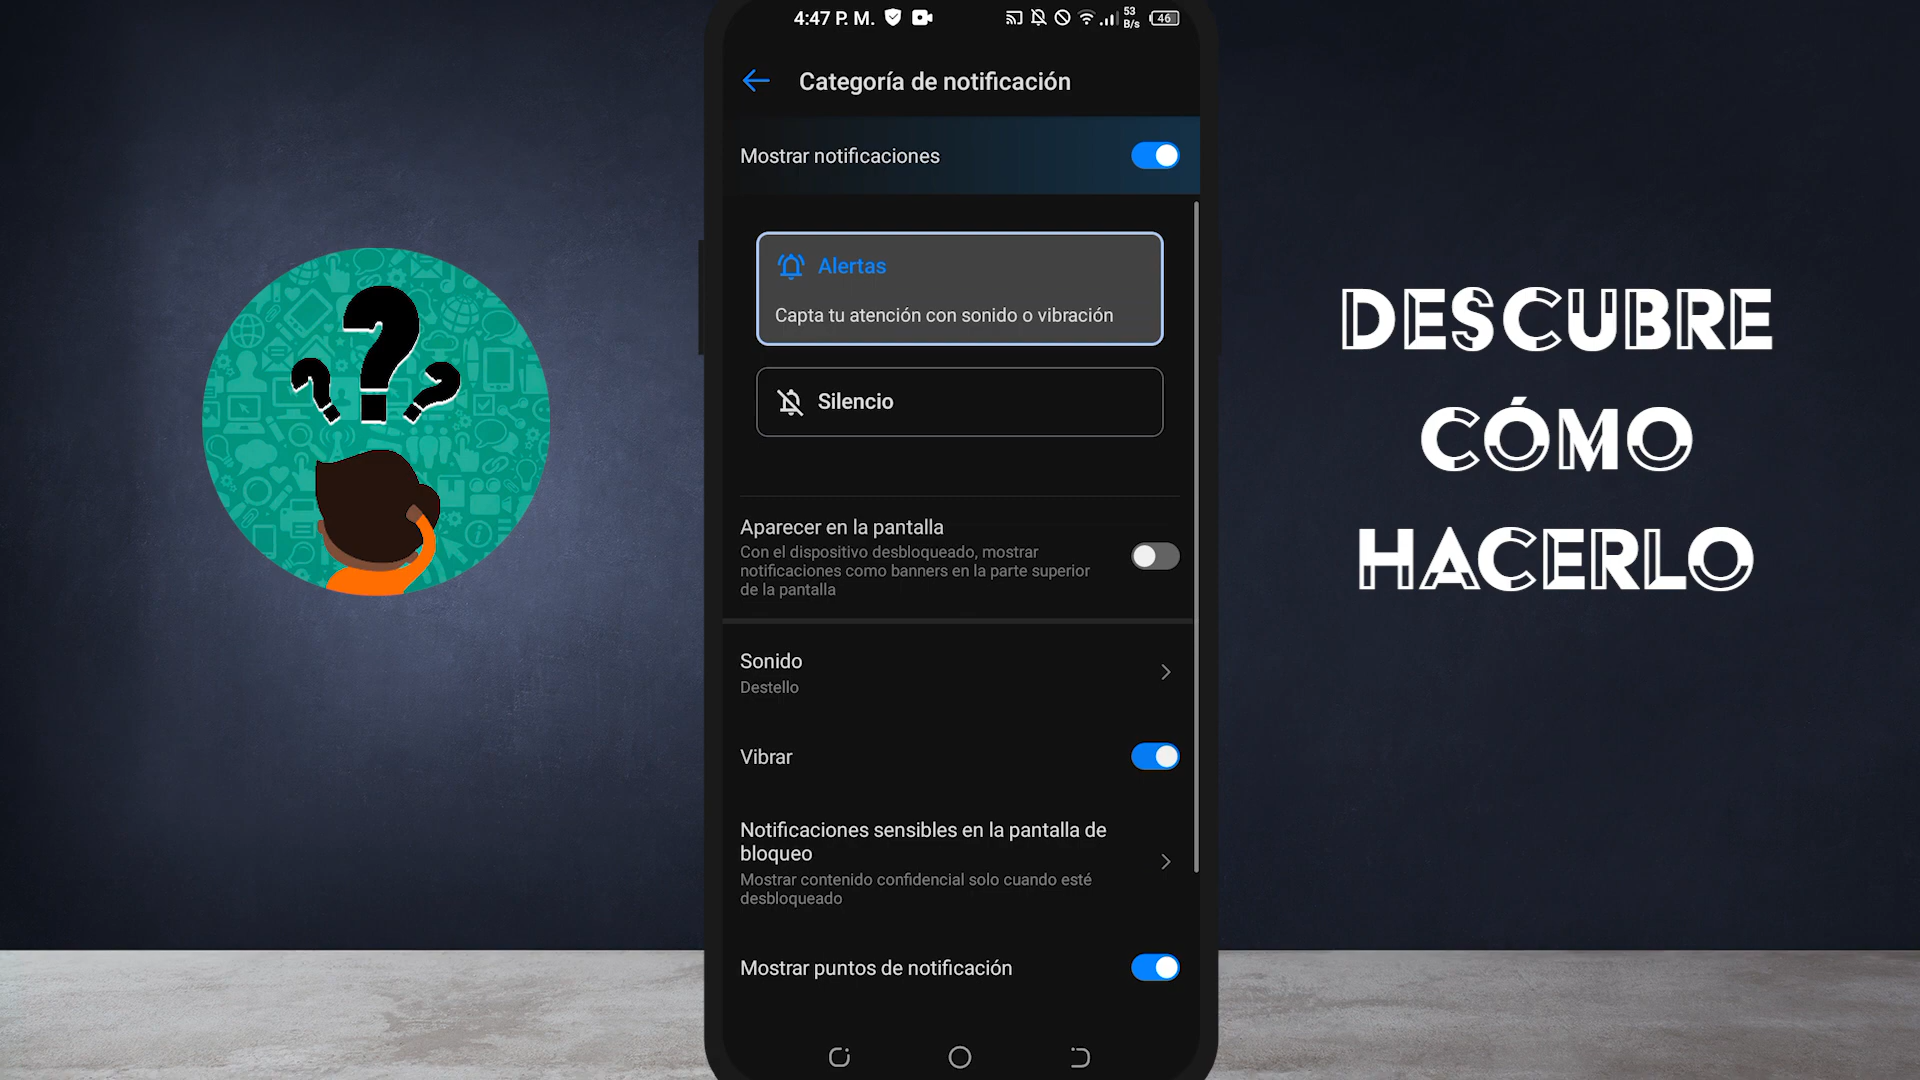 4:47 P. M.
53
B/s
46
Categoría de notificación
Mostrar notificaciones
Alertas
Capta tu atención con sonido o vibración
Silencio
Aparecer en la pantalla
Con el dispositivo desbloqueado, mostrar
notificaciones como banners en la parte superior
de la pantalla
Sonido
Destello
Vibrar
Notificaciones sensibles en la pantalla de
bloqueo
Mostrar contenido confidencial solo cuando esté
desbloqueado
Mostrar puntos de notificación
DESCUBRE
CÓMO
HACERLO